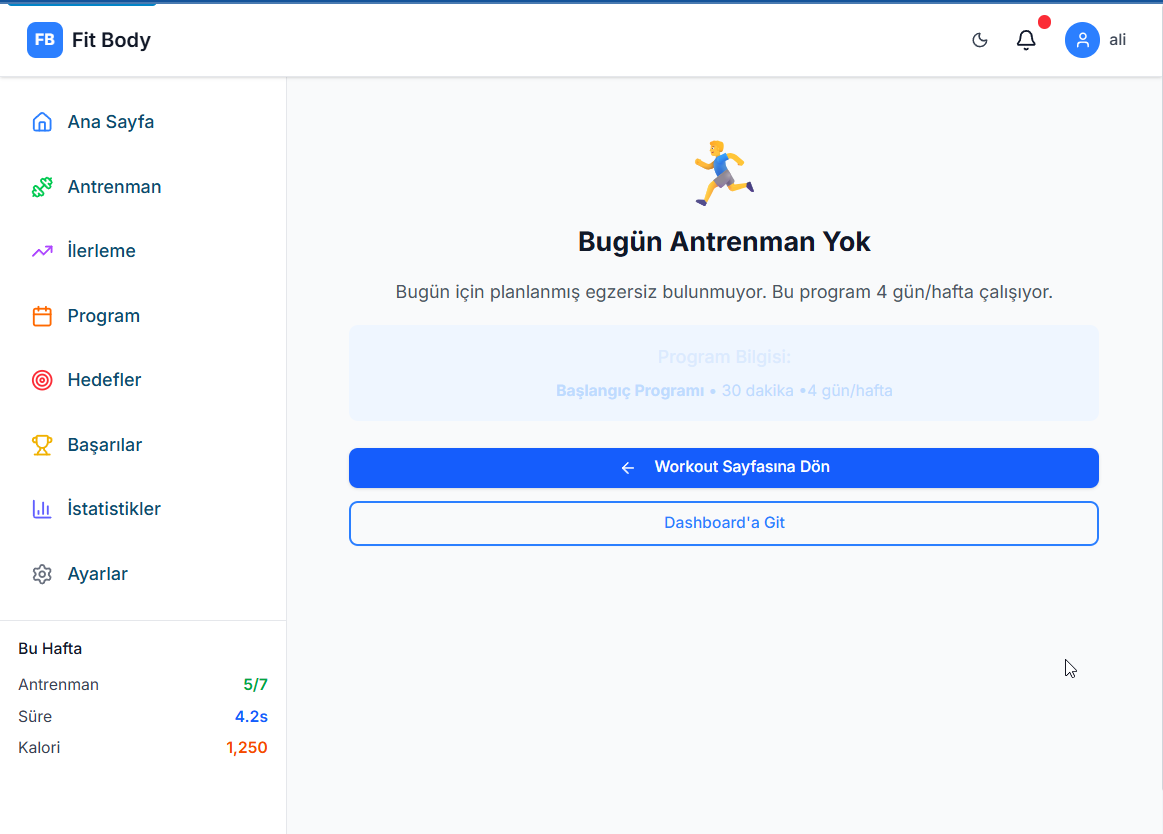 FB Fit Body
ali
Ana Sayfa
Antrenman
İlerleme
Program
Hedefler
Başarılar
İstatistikler
Ayarlar
Bu Hafta
Antrenman 5/7
Süre 4.2s
Kalori 1,250
Bugün Antrenman Yok
Bugün için planlanmış egzersiz bulunmuyor. Bu program 4 gün/hafta çalışıyor.
Program Bilgisi:
Başlangıç Programı • 30 dakika •4 gün/hafta
Workout Sayfasına Dön
Dashboard'a Git